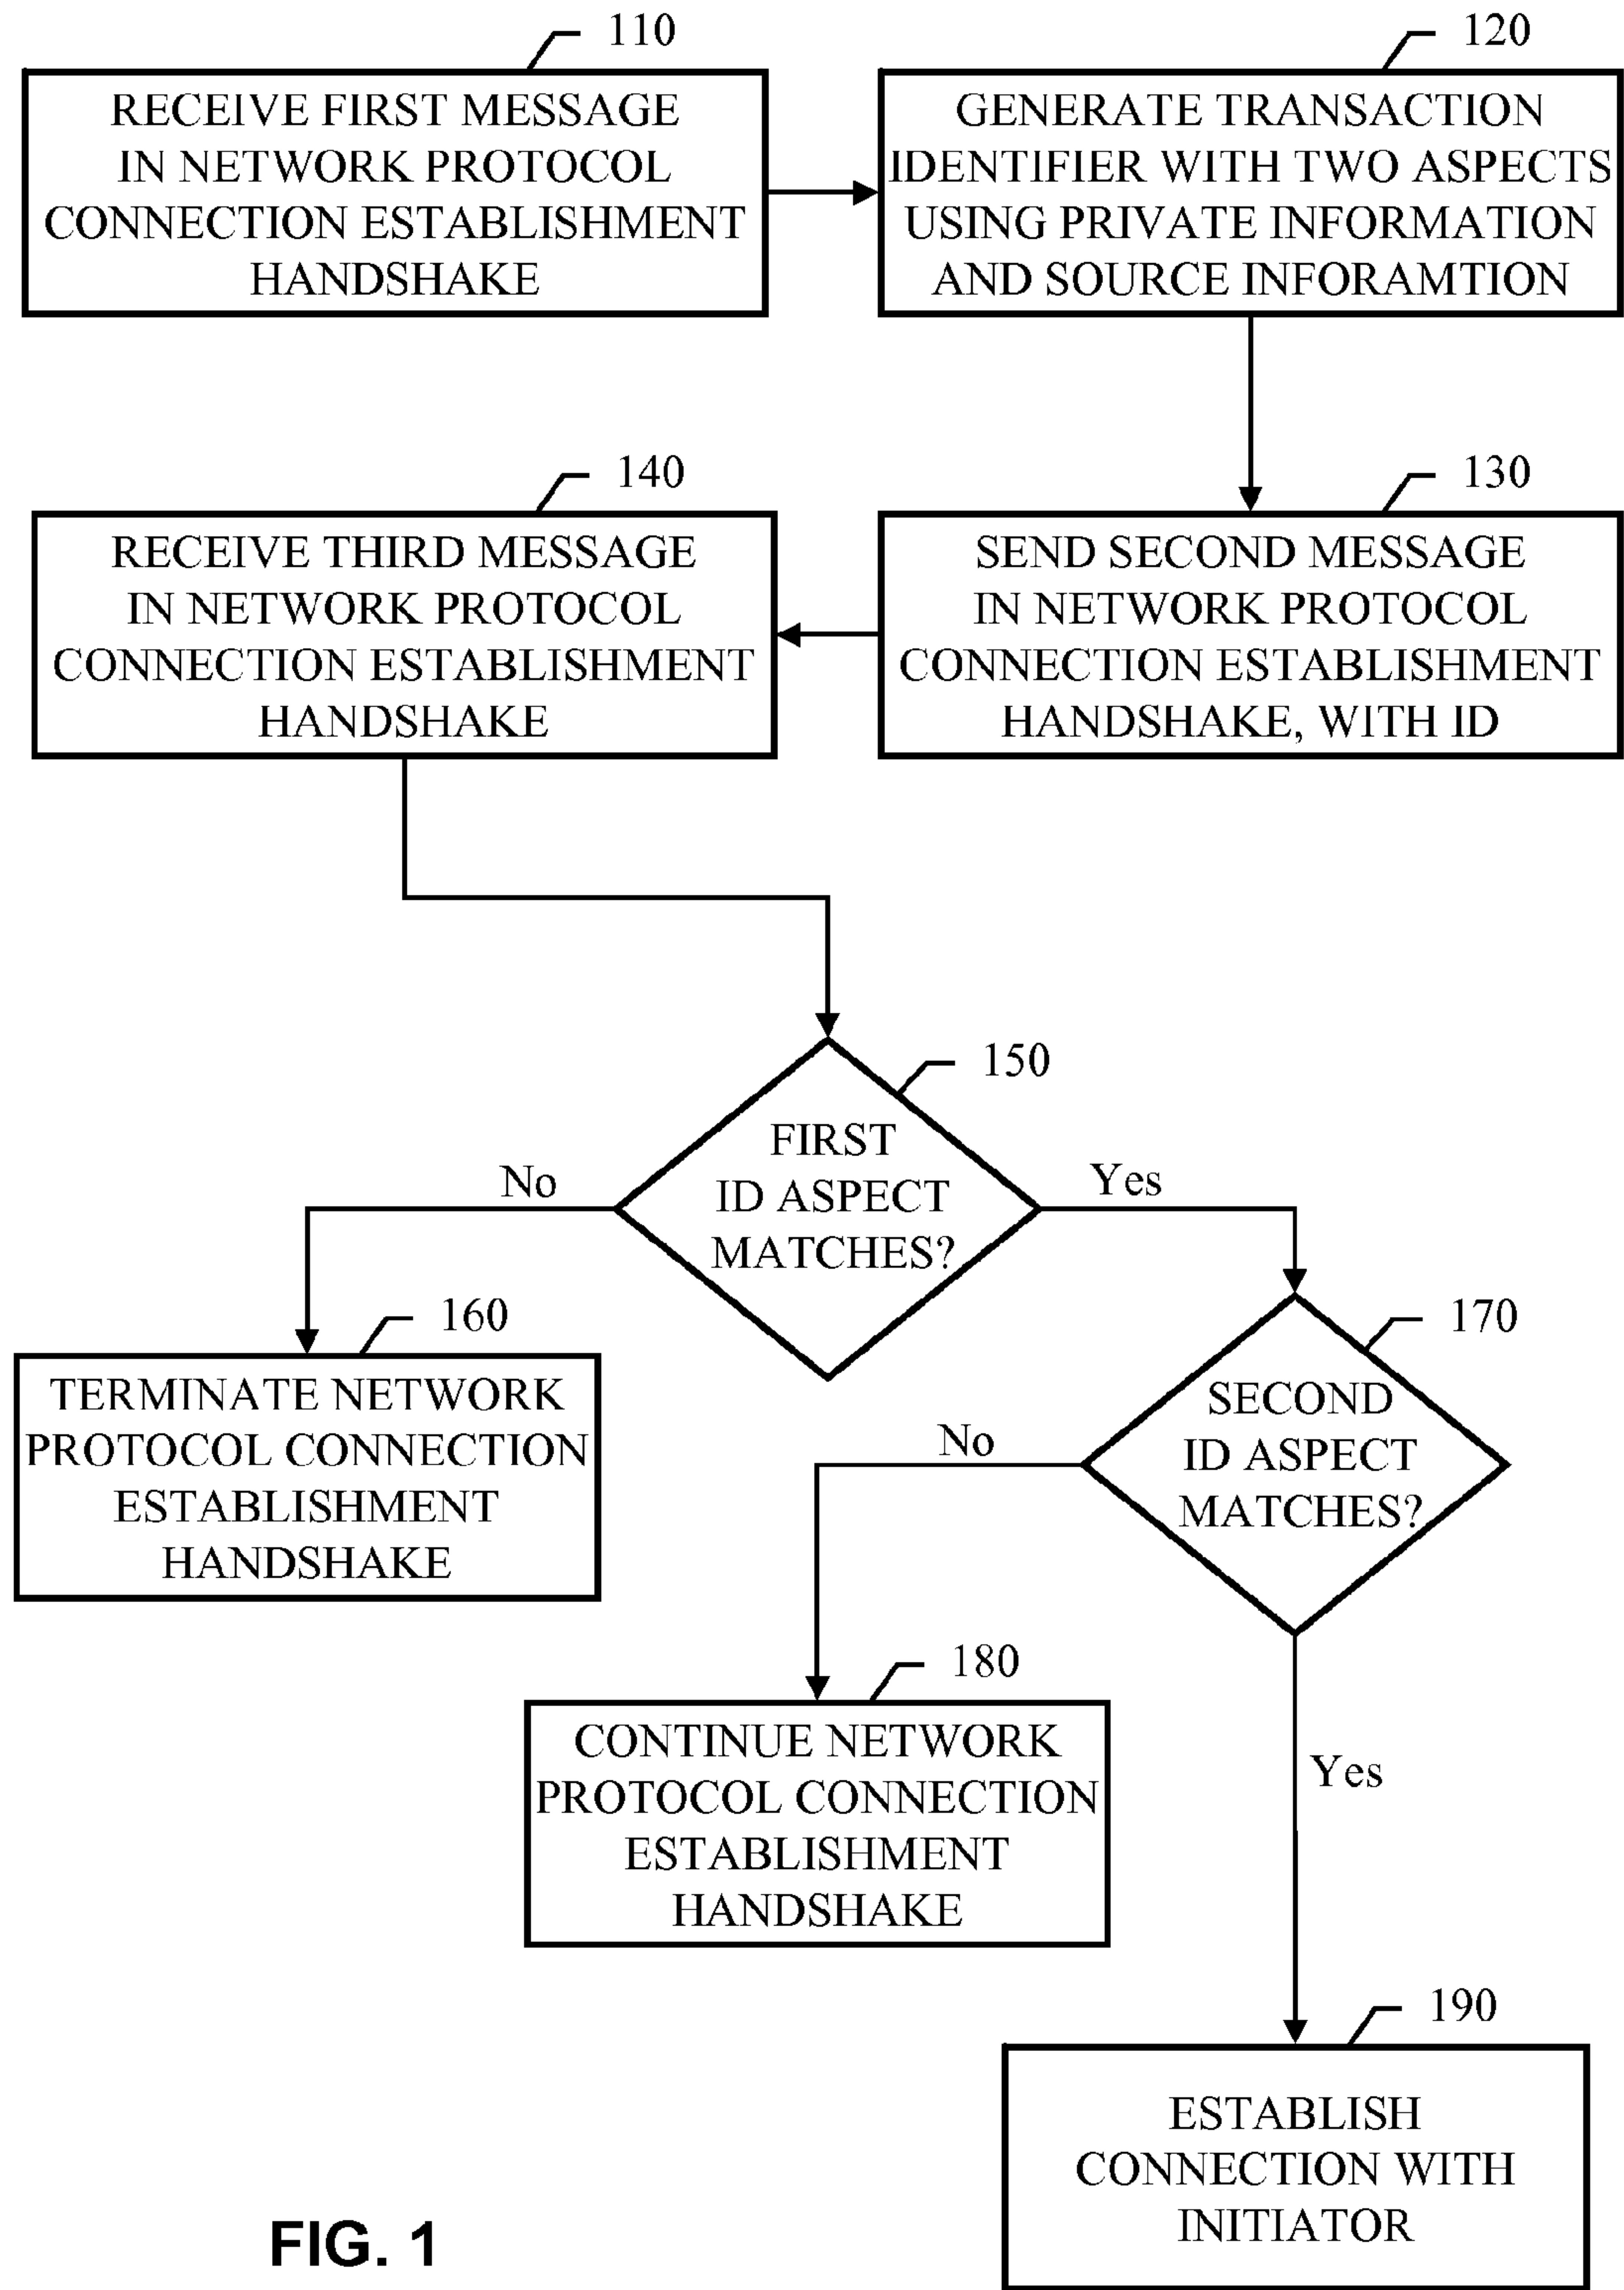 110
RECEIVE FIRST MESSAGE
IN NETWORK PROTOCOL
CONNECTION ESTABLISHMENT
HANDSHAKE
120
GENERATE TRANSACTION
IDENTIFIER WITH TWO ASPECTS
USING PRIVATE INFORMATION
AND SOURCE INFORAMTION
130
SEND SECOND MESSAGE
IN NETWORK PROTOCOL
CONNECTION ESTABLISHMENT
HANDSHAKE, WITH ID
140
RECEIVE THIRD MESSAGE
IN NETWORK PROTOCOL
CONNECTION ESTABLISHMENT
HANDSHAKE
150
FIRST
ID ASPECT
MATCHES?
No
Yes
160
TERMINATE NETWORK
PROTOCOL CONNECTION
ESTABLISHMENT
HANDSHAKE
170
SECOND
ID ASPECT
MATCHES?
No
Yes
180
CONTINUE NETWORK
PROTOCOL CONNECTION
ESTABLISHMENT
HANDSHAKE
190
ESTABLISH
CONNECTION WITH
INITIATOR
FIG. 1